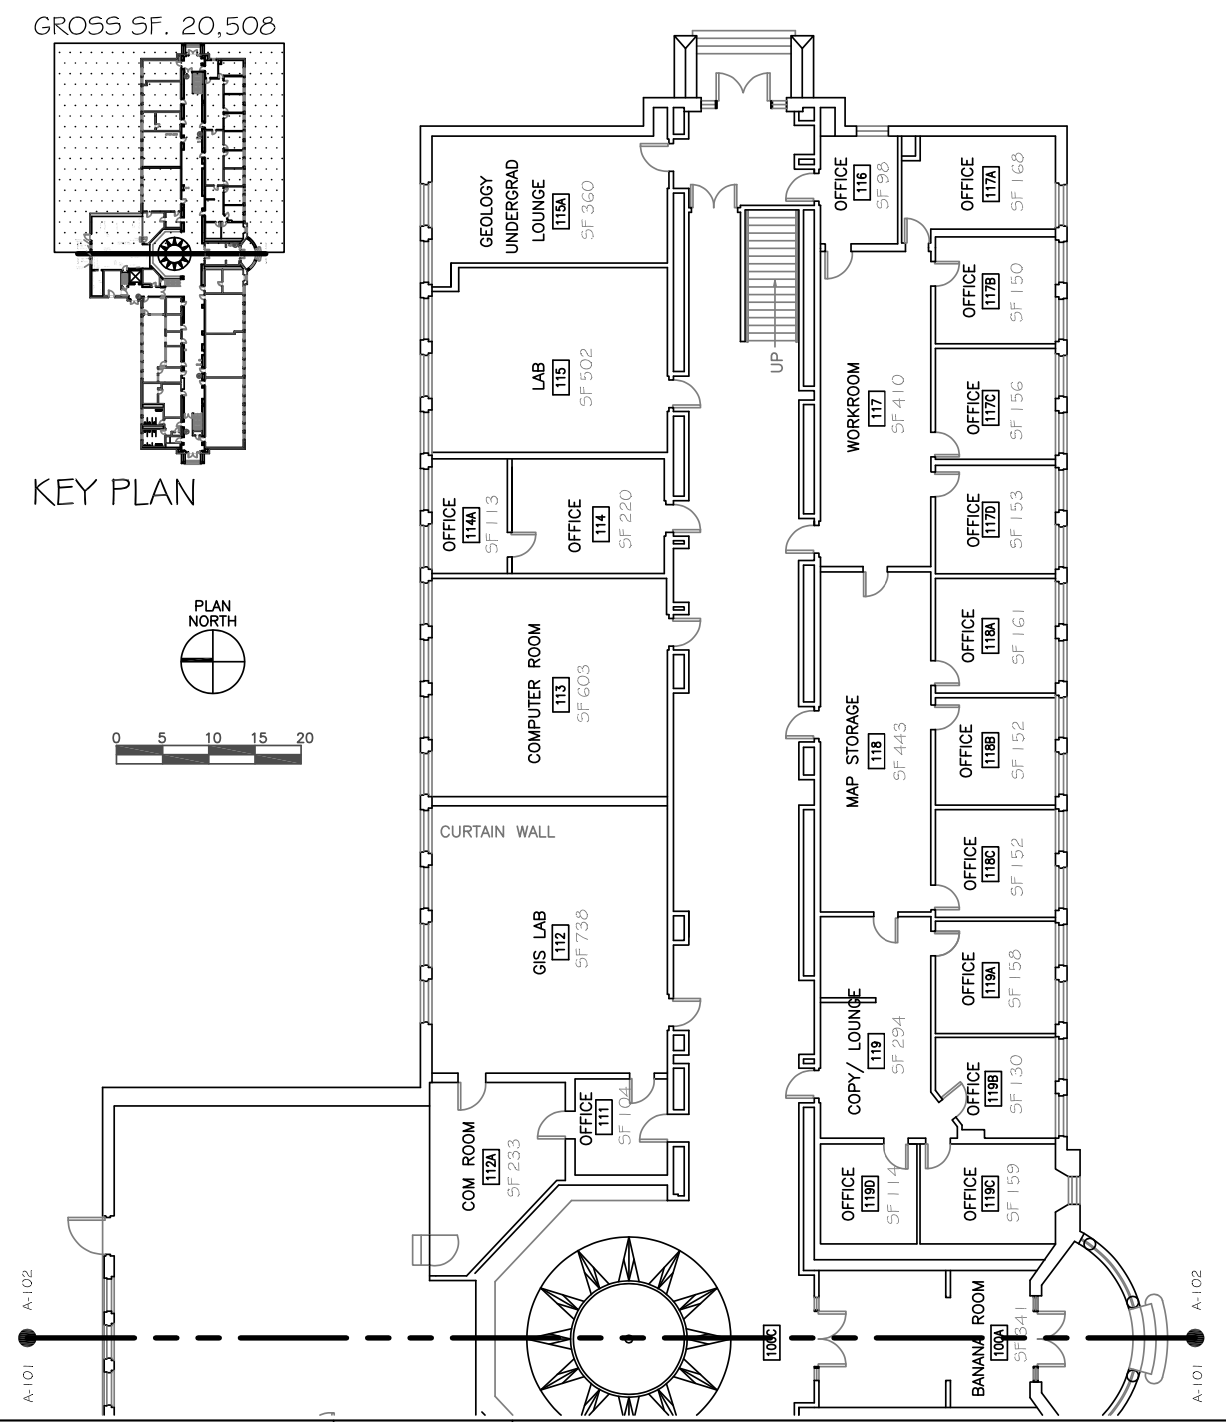 GROSS SF. 20,508
KEY PLAN
PLAN
NORTH
0 5 10 15 20
GEOLOGY
UNDERGRAD
LOUNGE
115A
SF 360
OFFICE
116
SF 98
OFFICE
117A
SF 168
OFFICE
117B
SF 150
LAB
115
SF 502
UP
WORKROOM
117
SF 410
OFFICE
117C
SF 156
OFFICE
114A
SF 113
OFFICE
114
SF 220
OFFICE
117D
SF 153
COMPUTER ROOM
113
SF 603
OFFICE
118A
SF 161
MAP STORAGE
118
SF 443
OFFICE
118B
SF 152
CURTAIN WALL
OFFICE
118C
SF 152
GIS LAB
112
SF 738
OFFICE
119A
SF 158
COPY/ LOUNGE
119
SF 294
OFFICE
119B
SF 130
OFFICE
111
SF 104
COM ROOM
112A
SF 233
OFFICE
119D
SF 114
OFFICE
119C
SF 159
A-102
A-101
100C
BANANA ROOM
100A
SF 341
A-102
A-101